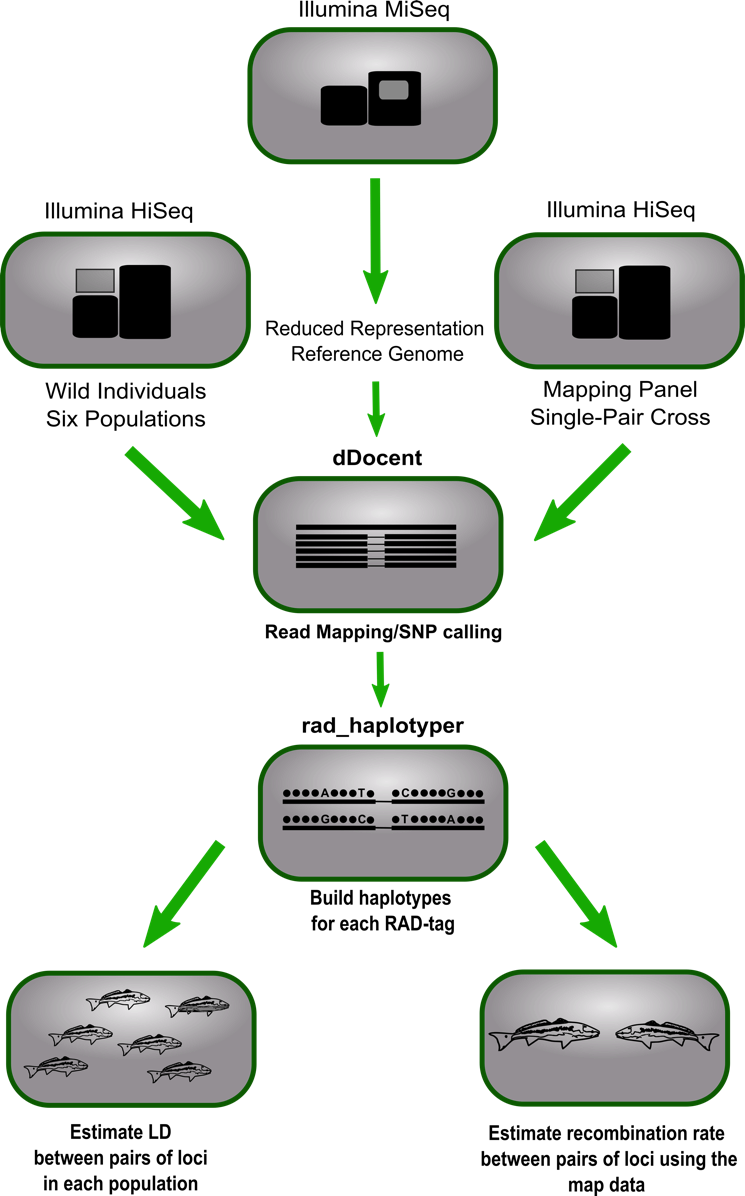 Illumina MiSeq
Illumina HiSeq
Illumina HiSeq
Reduced Representation
Reference Genome
Wild Individuals
Six Populations
Mapping Panel
Single-Pair Cross
dDocent
Read Mapping/SNP calling
rad_haplotyper
A T C G
G C T A
Build haplotypes
for each RAD-tag
Estimate LD
between pairs of loci
in each population
Estimate recombination rate
between pairs of loci using the
map data